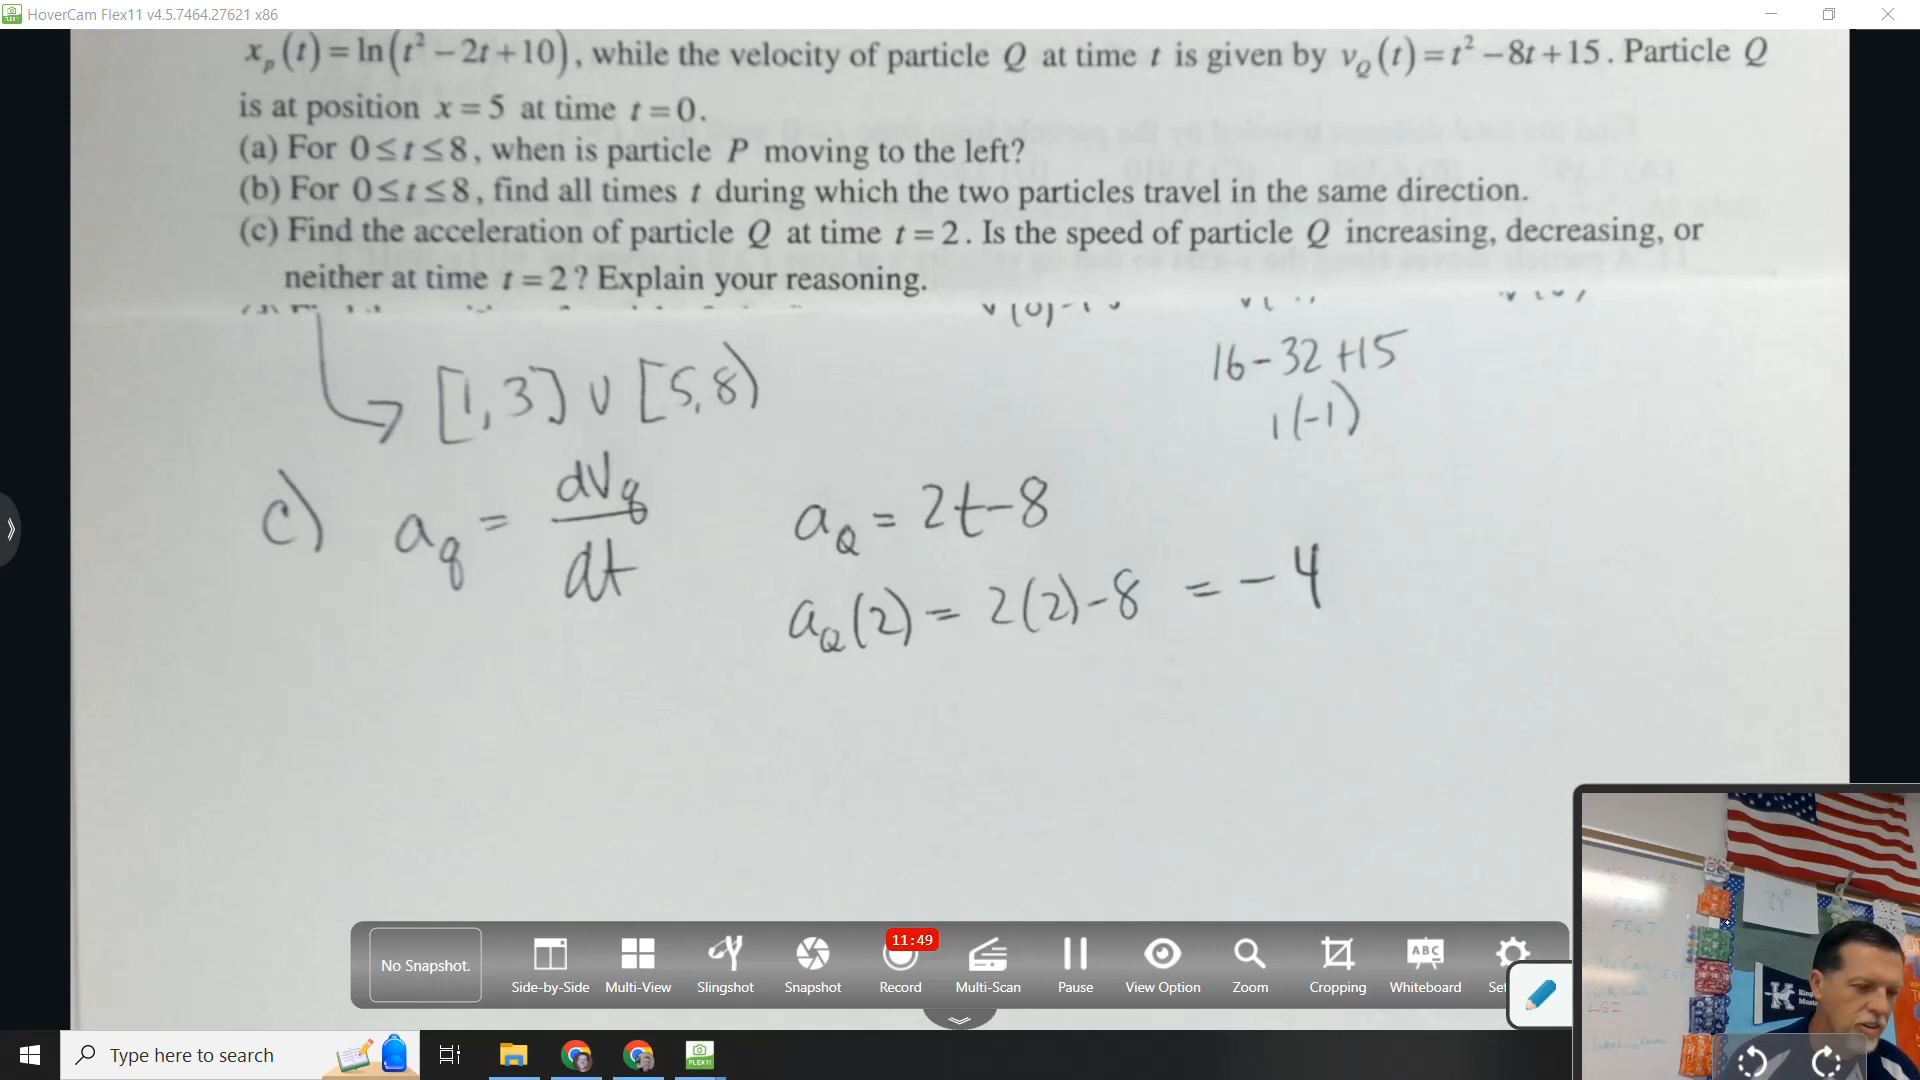 HoverCam Flex11 v4.5.7464.27621 x86
x_p(t) = ln(t² − 2t + 10), while the velocity of particle Q at time t is given by v_Q(t) = t² − 8t + 15. Particle Q
is at position x = 5 at time t = 0.
(a) For 0 ≤ t ≤ 8, when is particle P moving to the left?
(b) For 0 ≤ t ≤ 8, find all times t during which the two particles travel in the same direction.
(c) Find the acceleration of particle Q at time t = 2. Is the speed of particle Q increasing, decreasing, or
neither at time t = 2? Explain your reasoning.
16 − 32 + 15
[1, 3] ∪ [5, 8)
1(−1)
c) a_q = dV_q/dt
a_Q = 2t − 8
a_Q(2) = 2(2) − 8 = − 4
11:49
No Snapshot.
Side-by-Side Multi-View Slingshot Snapshot Record Multi-Scan Pause View Option Zoom Cropping ABC Whiteboard Set
Type here to search
FLEX11